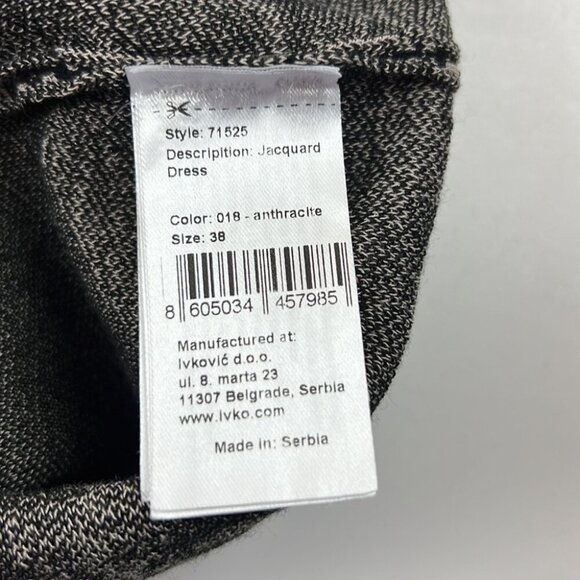 Style: 71525
Descripition: Jacquard
Dress
Color: 018 - anthracite
Size: 38
8 605034 457985
Manufactured at:
Ivković d.o.o.
ul. 8. marta 23
11307 Belgrade, Serbia
www.ivko.com
Made in: Serbia